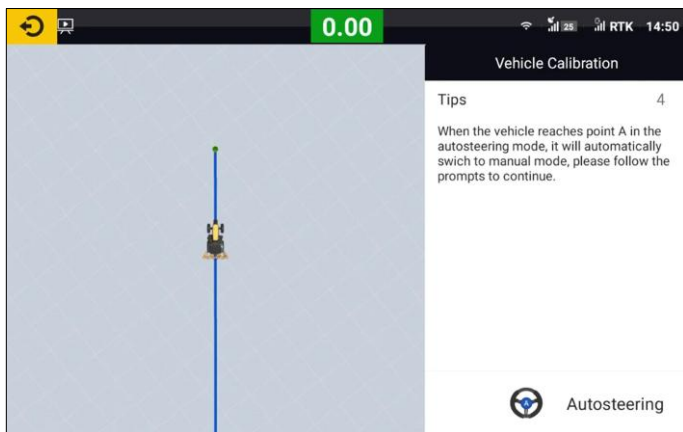 0.00
25
RTK 14:50
Vehicle Calibration
Tips 4
When the vehicle reaches point A in the
autosteering mode, it will automatically
swich to manual mode, please follow the
prompts to continue.
A
Autosteering